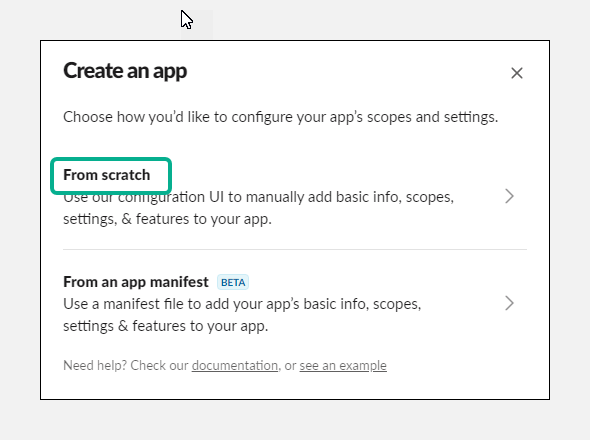 Create an app
Choose how you'd like to configure your app's scopes and settings.
From scratch
Use our configuration UI to manually add basic info, scopes,
settings, & features to your app.
From an app manifest BETA
Use a manifest file to add your app's basic info, scopes,
settings & features to your app.
Need help? Check our documentation, or see an example